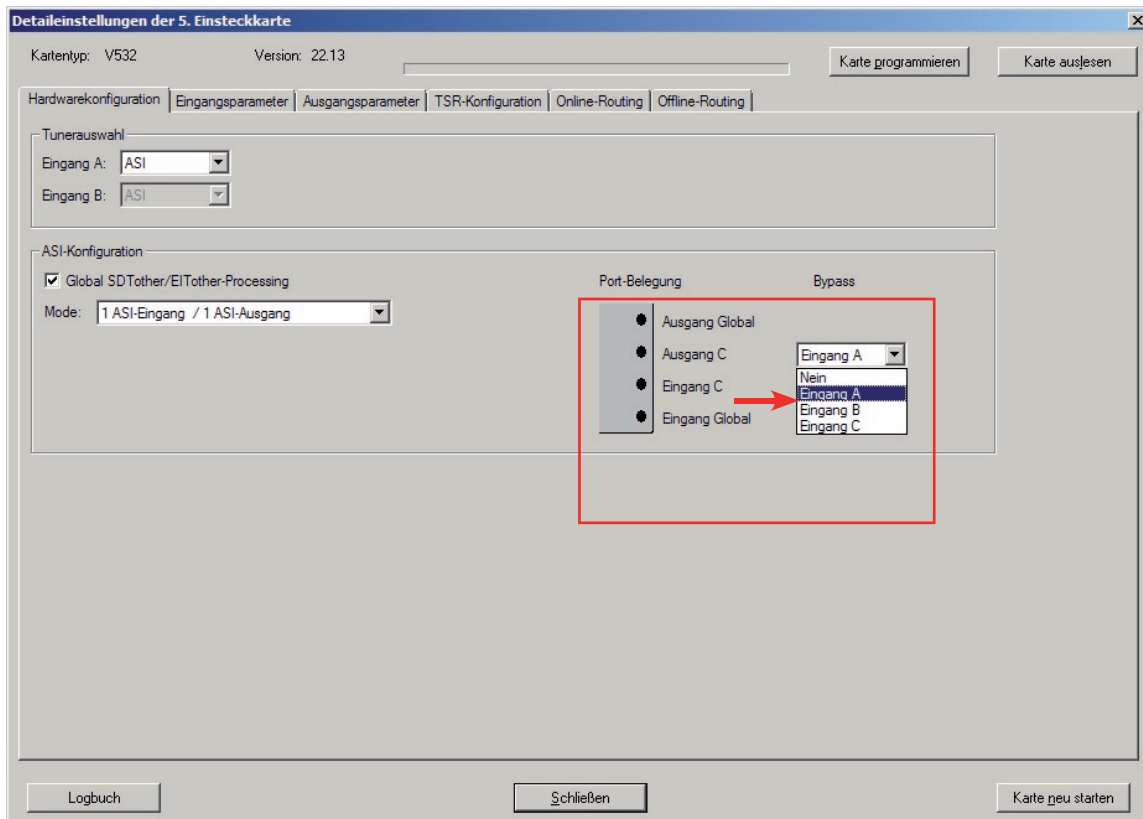 Detaileinstellungen der 5. Einsteckkarte
Kartentyp: V532 Version: 22.13 Karte programmieren Karte auslesen
Hardwarekonfiguration Eingangsparameter Ausgangsparameter TSR-Konfiguration Online-Routing Offline-Routing
Tunerauswahl
Eingang A: ASI
Eingang B: ASI
ASI-Konfiguration
Global SDTother/EITother-Processing Port-Belegung Bypass
Mode: 1 ASI-Eingang / 1 ASI-Ausgang
Ausgang Global
Ausgang C Eingang A
Nein
Eingang C Eingang A
Eingang B
Eingang Global Eingang C
Logbuch Schließen Karte neu starten